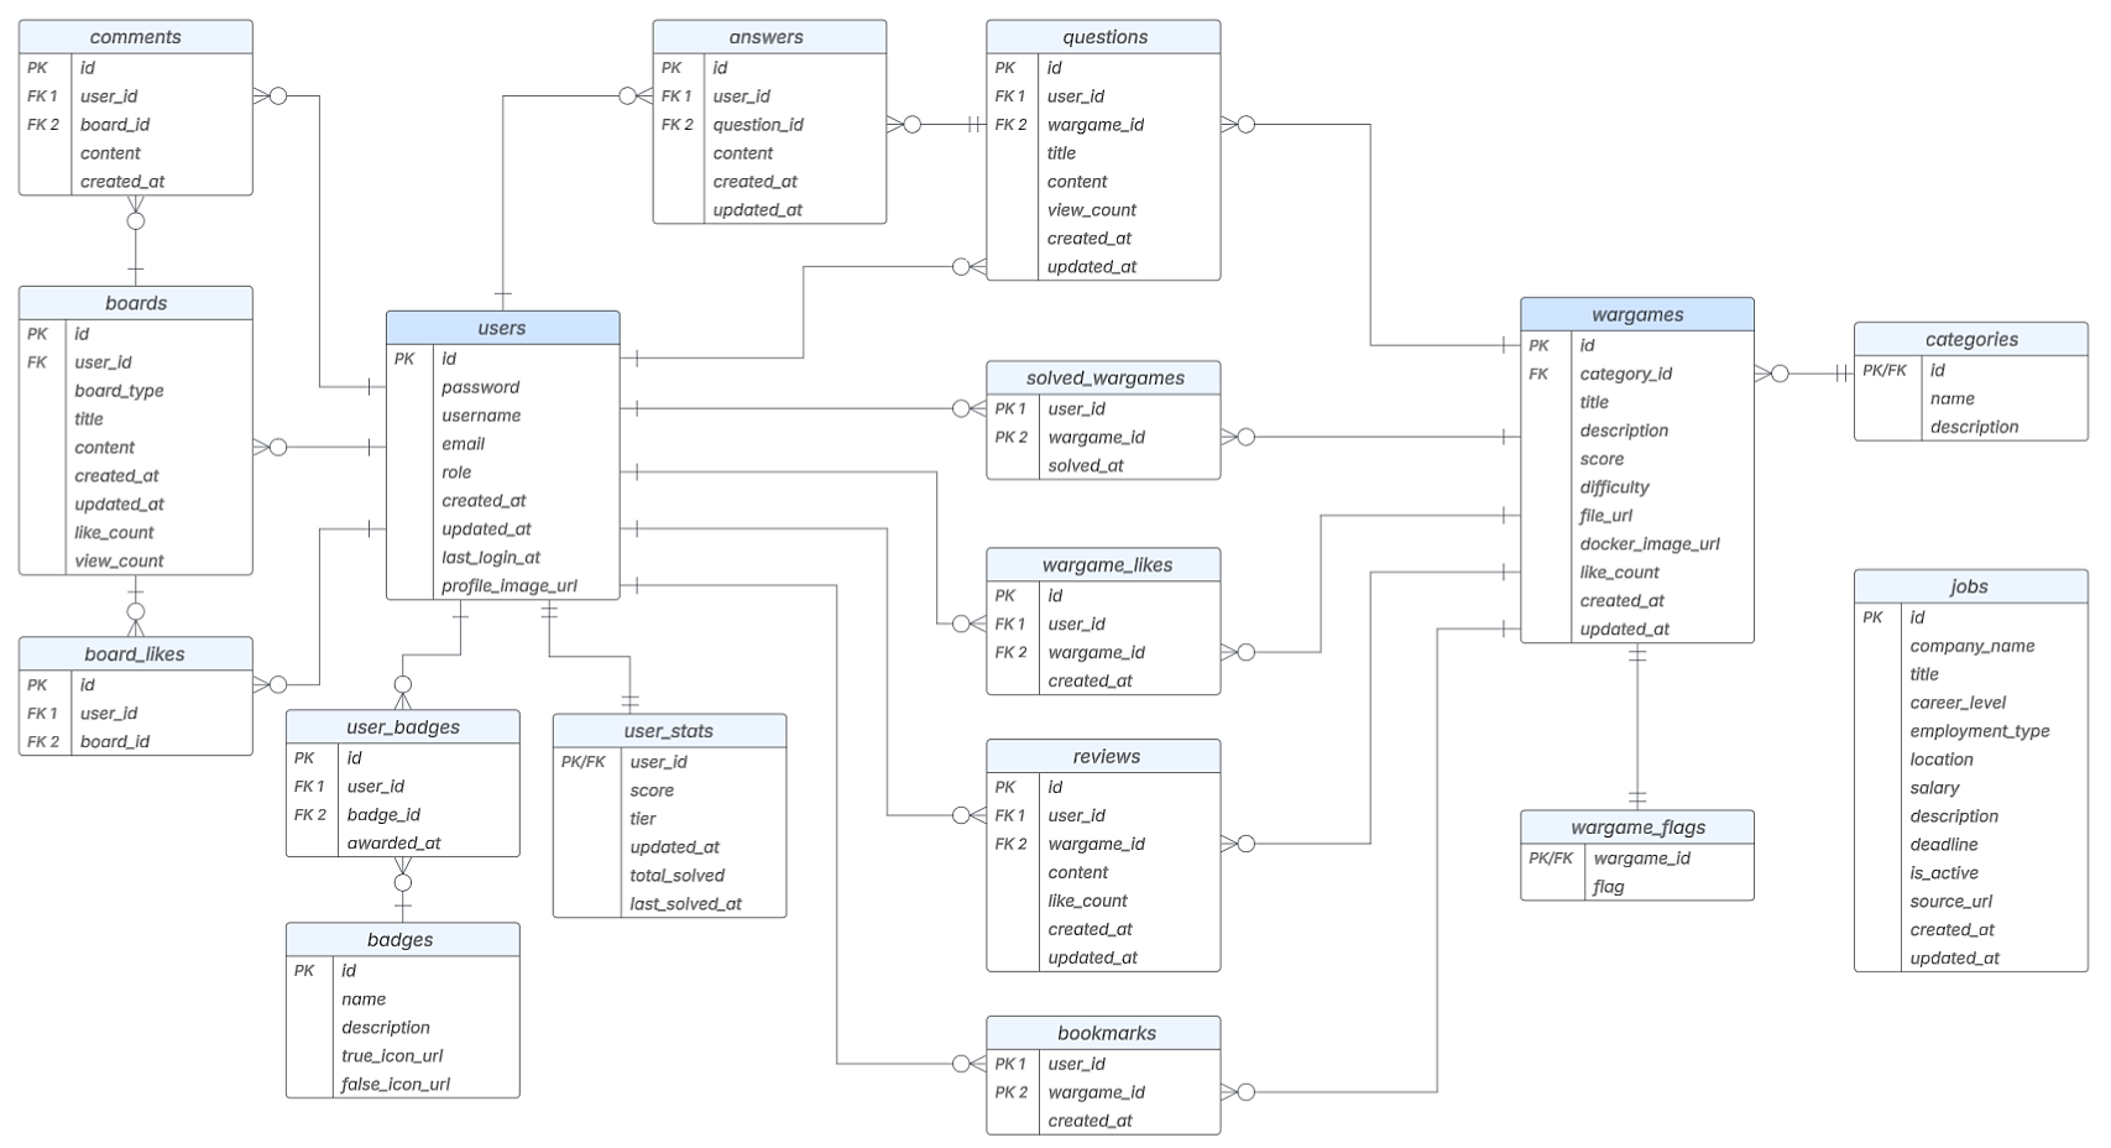 comments
PK id
FK 1 user_id
FK 2 board_id
content
created_at
answers
PK id
FK 1 user_id
FK 2 question_id
content
created_at
updated_at
questions
PK id
FK 1 user_id
FK 2 wargame_id
title
content
view_count
created_at
updated_at
boards
PK id
FK user_id
board_type
title
content
created_at
updated_at
like_count
view_count
users
PK id
password
username
email
role
created_at
updated_at
last_login_at
profile_image_url
solved_wargames
PK 1 user_id
PK 2 wargame_id
solved_at
wargames
PK id
FK category_id
title
description
score
difficulty
file_url
docker_image_url
like_count
created_at
updated_at
categories
PK/FK id
name
description
board_likes
PK id
FK 1 user_id
FK 2 board_id
user_badges
PK id
FK 1 user_id
FK 2 badge_id
awarded_at
user_stats
PK/FK user_id
score
tier
updated_at
total_solved
last_solved_at
wargame_likes
PK id
FK 1 user_id
FK 2 wargame_id
created_at
reviews
PK id
FK 1 user_id
FK 2 wargame_id
content
like_count
created_at
updated_at
wargame_flags
PK/FK wargame_id
flag
jobs
PK id
company_name
title
career_level
employment_type
location
salary
description
deadline
is_active
source_url
created_at
updated_at
badges
PK id
name
description
true_icon_url
false_icon_url
bookmarks
PK 1 user_id
PK 2 wargame_id
created_at